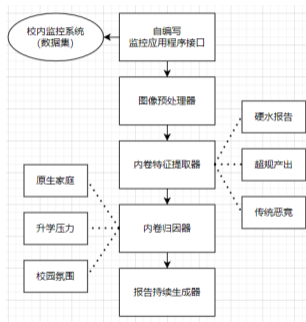 校内监控系统
(数据集)
自编写
监控应用程序接口
图像预处理器
硬水报告
内卷特征提取器
超规产出
原生家庭
传统恶竞
升学压力
内卷归因器
校园氛围
报告持续生成器